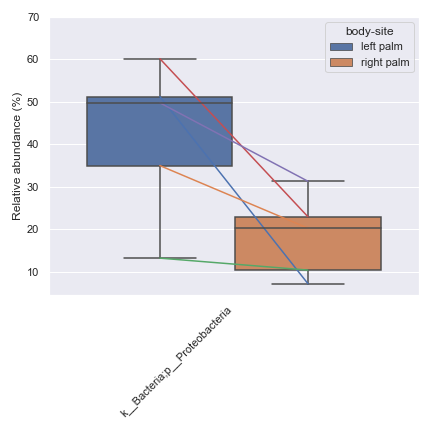 70
60
50
40
30
20
10
Relative abundance (%)
body-site
left palm
right palm
k__Bacteria;p__Proteobacteria